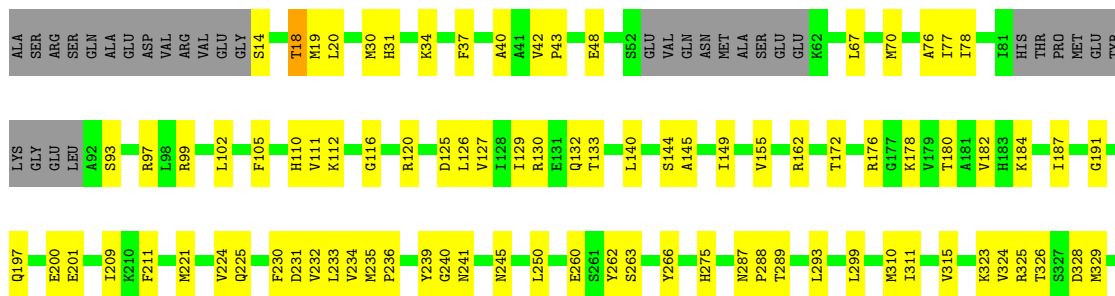 ALA SER ARG SER GLN ALA GLU ASP VAL ARG VAL GLU GLY S14 T18 M19 L20 M30 H31 K34 F37 A40 A41 V42 P43 E48 S52 GLU VAL GLN ASN MET ALA SER GLU GLU K62 L67 M70 A76 I77 I78 I81 HIS THR PRO MET GLU TYR
LYS GLY GLU LEU A92 S93 R97 L98 R99 L102 F105 H110 V111 K112 G116 R120 D125 L126 V127 I128 I129 R130 E131 Q132 T133 L140 S144 A145 I149 V155 R162 T172 R176 G177 K178 V179 T180 A181 V182 H183 K184 I187 G191
Q197 E200 E201 I209 K210 F211 M221 V224 Q225 F230 D231 V232 L233 V234 M235 P236 Y239 G240 N241 N245 L250 E260 S261 Y262 S263 Y266 H275 N287 P288 T289 L293 L299 M310 I311 V315 K323 V324 R325 T326 S327 D328 M329